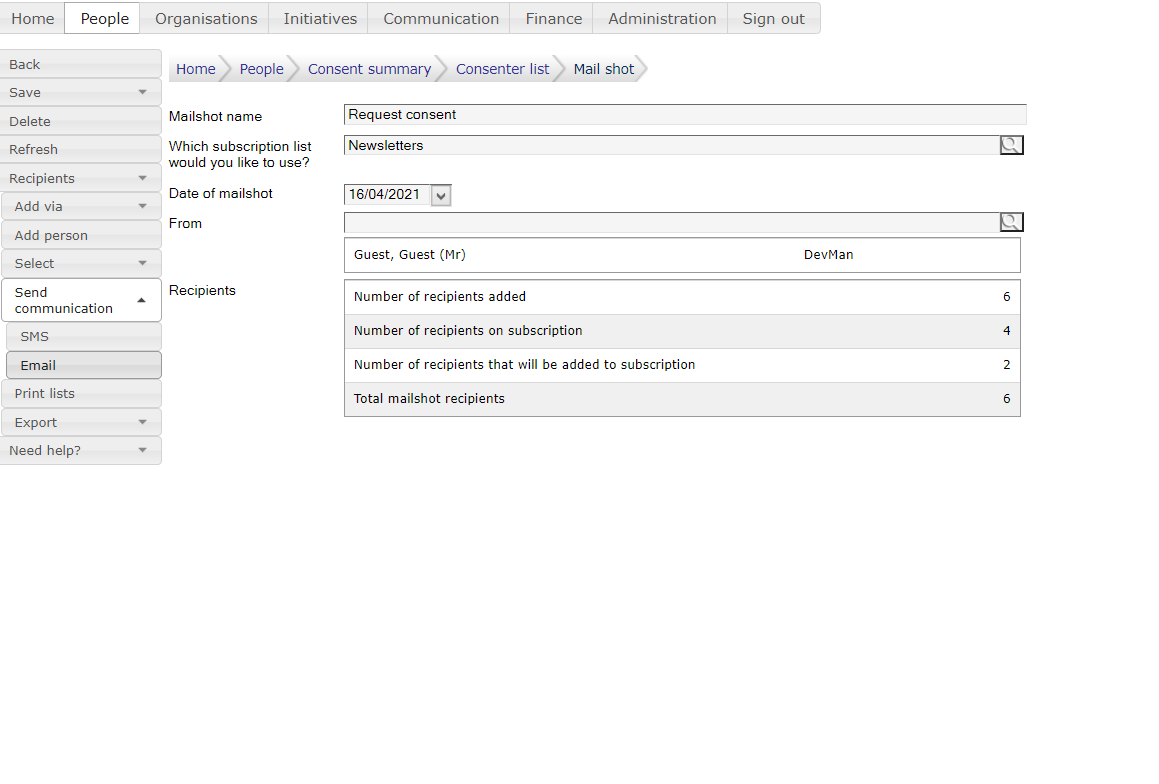 Home People Organisations Initiatives Communication Finance Administration Sign out
Back
Save
Delete
Refresh
Recipients
Add via
Add person
Select
Send
communication
SMS
Email
Print lists
Export
Need help?
Home People Consent summary Consenter list Mail shot
Mailshot name Request consent
Which subscription list
would you like to use? Newsletters
Date of mailshot 16/04/2021
From
Guest, Guest (Mr) DevMan
Recipients
Number of recipients added 6
Number of recipients on subscription 4
Number of recipients that will be added to subscription 2
Total mailshot recipients 6